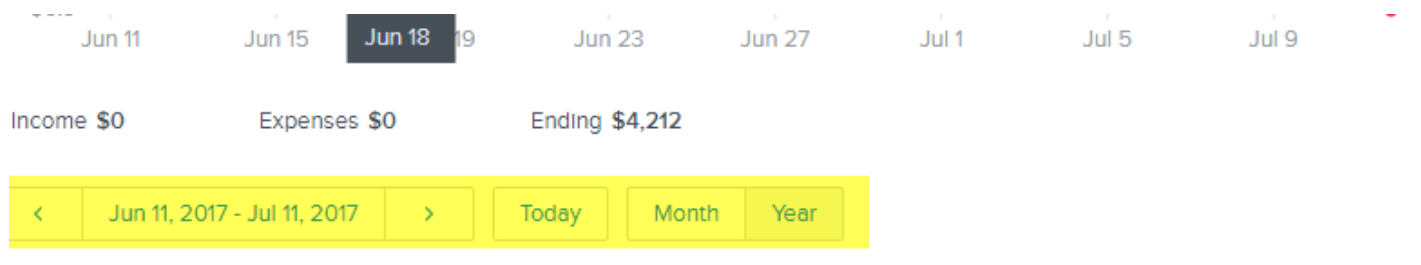 Jun 11 Jun 15 Jun 18 19 Jun 23 Jun 27 Jul 1 Jul 5 Jul 9
Income $0 Expenses $0 Ending $4,212
< Jun 11, 2017 - Jul 11, 2017 > Today Month Year